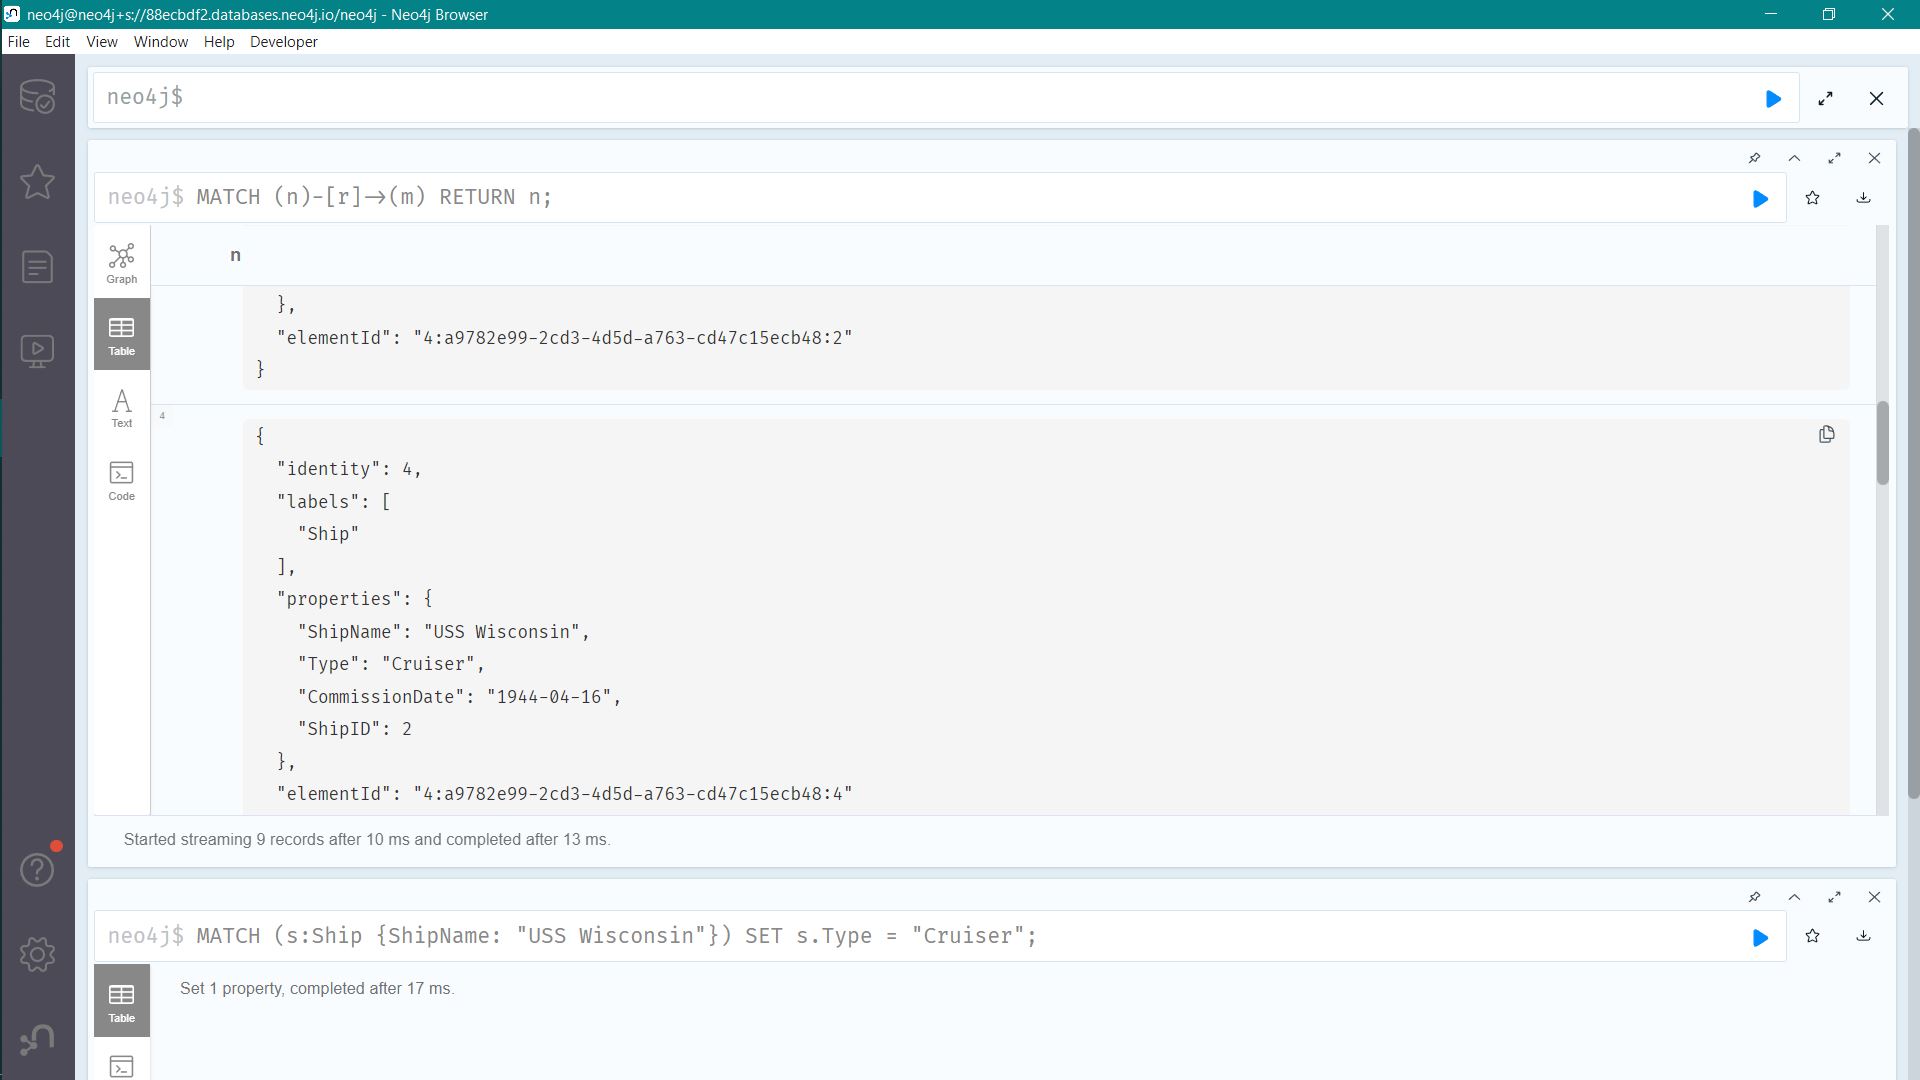 neo4j@neo4j+s://88ecbdf2.databases.neo4j.io/neo4j - Neo4j Browser
File Edit View Window Help Developer
neo4j$
neo4j$ MATCH (n)-[r]->(m) RETURN n;
Graph
Table
Text
Code
n
},
"elementId": "4:a9782e99-2cd3-4d5d-a763-cd47c15ecb48:2"
}
4
{
"identity": 4,
"labels": [
"Ship"
],
"properties": {
"ShipName": "USS Wisconsin",
"Type": "Cruiser",
"CommissionDate": "1944-04-16",
"ShipID": 2
},
"elementId": "4:a9782e99-2cd3-4d5d-a763-cd47c15ecb48:4"
Started streaming 9 records after 10 ms and completed after 13 ms.
neo4j$ MATCH (s:Ship {ShipName: "USS Wisconsin"}) SET s.Type = "Cruiser";
Table
Set 1 property, completed after 17 ms.